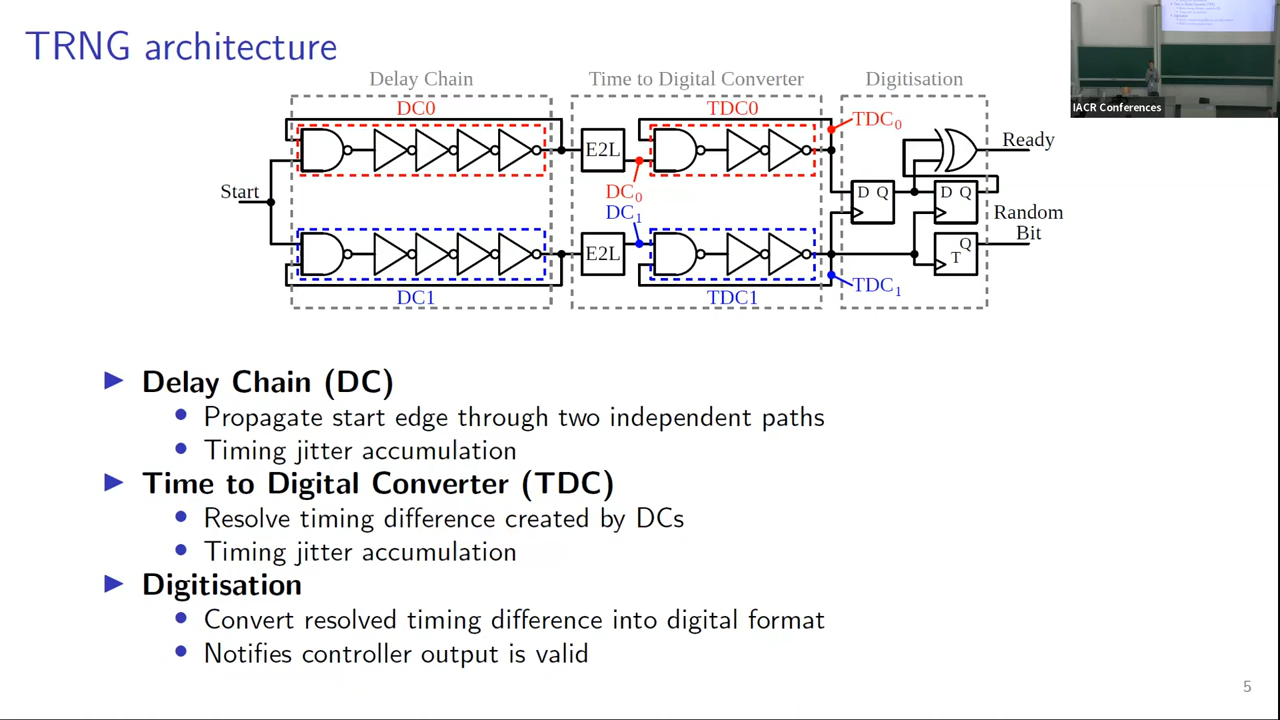 TRNG architecture
Delay Chain
Time to Digital Converter
Digitisation
DC0
TDC0
TDC₀
IACR Conferences
E2L
Ready
Start
DC₀
DC₁
D Q
D Q
Random
Bit
E2L
Q
T
DC1
TDC1
TDC₁
Delay Chain (DC)
Propagate start edge through two independent paths
Timing jitter accumulation
Time to Digital Converter (TDC)
Resolve timing difference created by DCs
Timing jitter accumulation
Digitisation
Convert resolved timing difference into digital format
Notifies controller output is valid
5